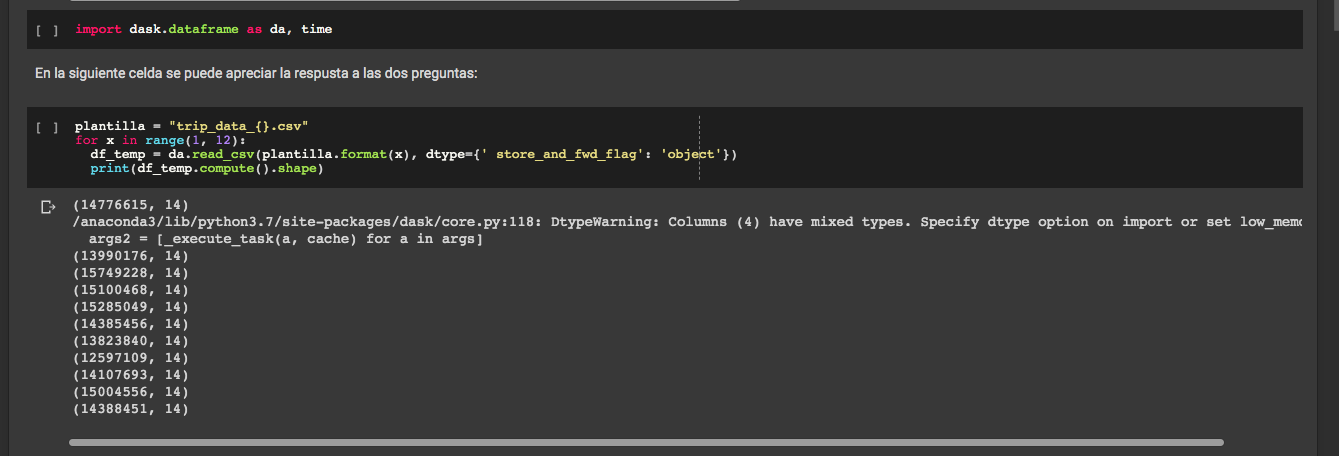 [ ] import dask.dataframe as da, time
En la siguiente celda se puede apreciar la respusta a las dos preguntas:
[ ] plantilla = "trip_data_{}.csv"
for x in range(1, 12):
  df_temp = da.read_csv(plantilla.format(x), dtype={' store_and_fwd_flag': 'object'})
  print(df_temp.compute().shape)
(14776615, 14)
/anaconda3/lib/python3.7/site-packages/dask/core.py:118: DtypeWarning: Columns (4) have mixed types. Specify dtype option on import or set low_mem
  args2 = [_execute_task(a, cache) for a in args]
(13990176, 14)
(15749228, 14)
(15100468, 14)
(15285049, 14)
(14385456, 14)
(13823840, 14)
(12597109, 14)
(14107693, 14)
(15004556, 14)
(14388451, 14)